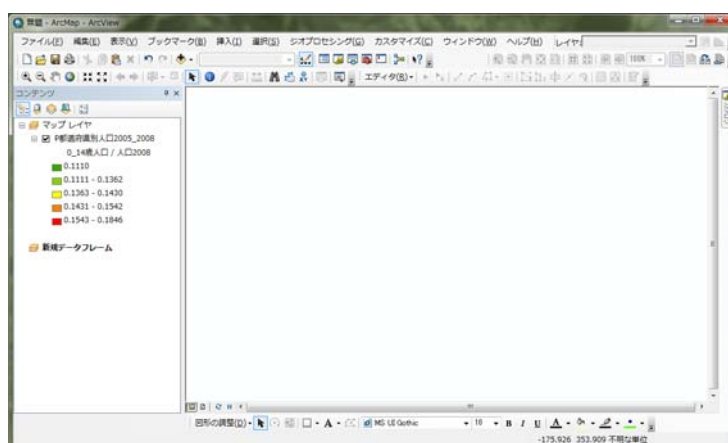 無題 - ArcMap - ArcView
ファイル(F) 編集(E) 表示(V) ブックマーク(B) 挿入(I) 選択(S) ジオプロセシング(G) カスタマイズ(C) ウィンドウ(W) ヘルプ(H) レイヤ:
100%
エディタ(R)
コンテンツ
マップ レイヤ
P都道府県別人口2005_2008
0_14歳人口 / 人口2008
0.1110
0.1111 - 0.1362
0.1363 - 0.1430
0.1431 - 0.1542
0.1543 - 0.1846
新規データフレーム
図形の調整(D) A MS UI Gothic 10 B I U A
-175.926 353.909 不明な単位